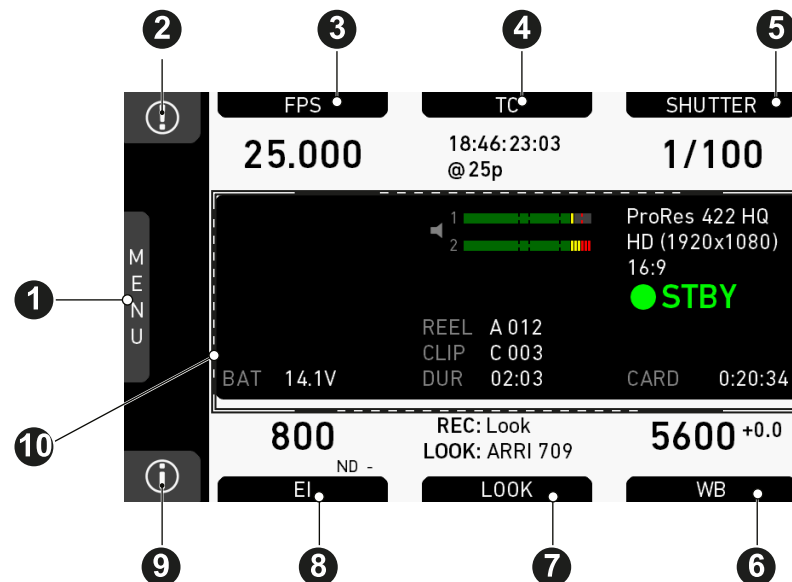 2
3
4
5
FPS
TC
SHUTTER
25.000
18:46:23:03
@ 25p
1/100
1
2
ProRes 422 HQ
HD (1920x1080)
16:9
STBY
1
MENU
REEL A 012
CLIP C 003
BAT 14.1V
DUR 02:03
CARD 0:20:34
10
800
ND -
REC: Look
LOOK: ARRI 709
5600 +0.0
EI
LOOK
WB
9
8
7
6